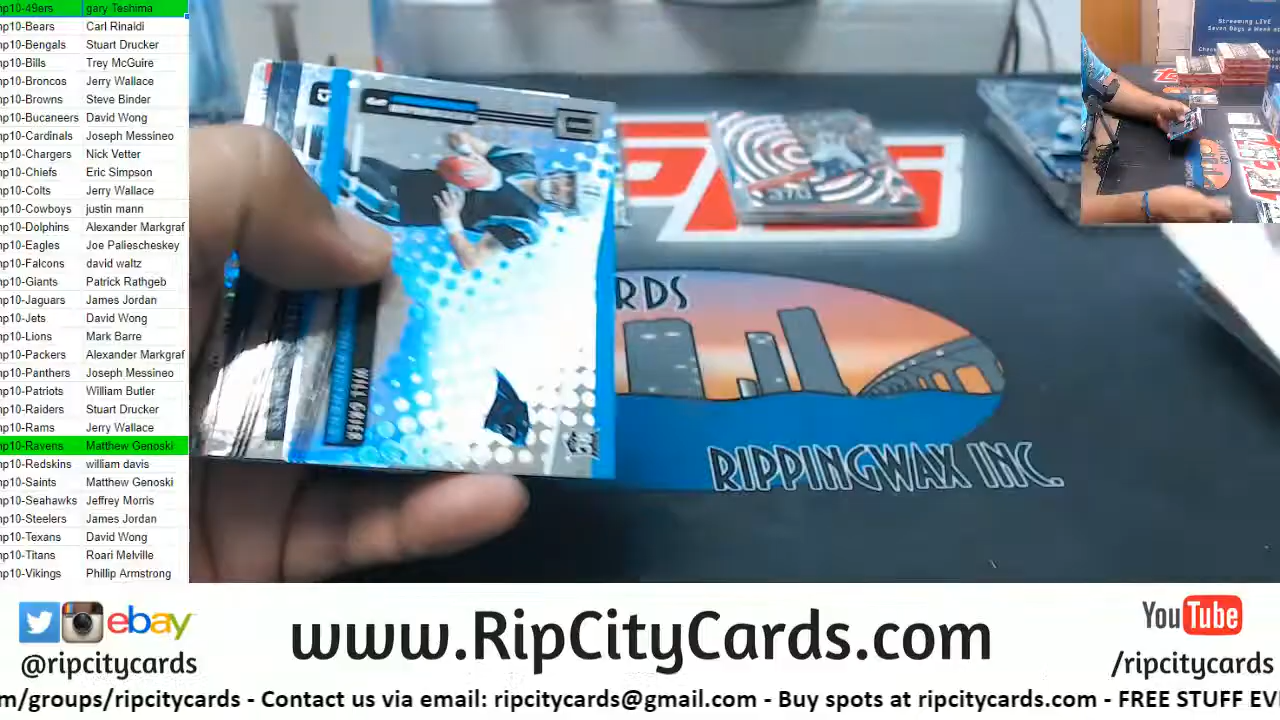 np10-49ers gary Teshima
np10-Bears Carl Rinaldi
np10-Bengals Stuart Drucker
np10-Bills Trey McGuire
np10-Broncos Jerry Wallace
np10-Browns Steve Binder
np10-Bucaneers David Wong
np10-Cardinals Joseph Messineo
np10-Chargers Nick Vetter
np10-Chiefs Eric SImpson
np10-Colts Jerry Wallace
np10-Cowboys justin mann
np10-Dolphins Alexander Markgraf
np10-Eagles Joe Paliescheskey
np10-Falcons david waltz
np10-Giants Patrick Rathgeb
np10-Jaguars James Jordan
np10-Jets David Wong
np10-Lions Mark Barre
np10-Packers Alexander Markgraf
np10-Panthers Joseph Messineo
np10-Patriots William Butler
np10-Raiders Stuart Drucker
np10-Rams Jerry Wallace
np10-Ravens Matthew Genoski
np10-Redskins william davis
np10-Saints Matthew Genoski
np10-Seahawks Jeffrey Morris
np10-Steelers James Jordan
np10-Texans David Wong
np10-Titans Roari Melville
np10-Vikings Phillip Armstrong
WILL GRIER
RDS
RIPPINGWAX INC.
Streaming LIVE
Seven Days a Week at
ebay
@ripcitycards
www.RipCityCards.com
YouTube
/ripcitycards
m/groups/ripcitycards - Contact us via email: ripcitycards@gmail.com - Buy spots at ripcitycards.com - FREE STUFF EV